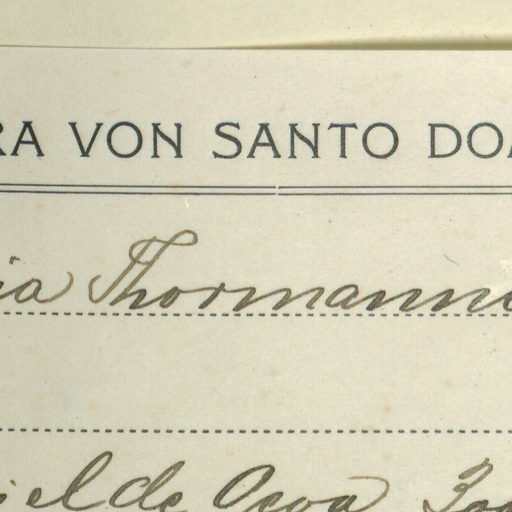 RA VON SANTO DO
ia Thormann
iel de Ocoa